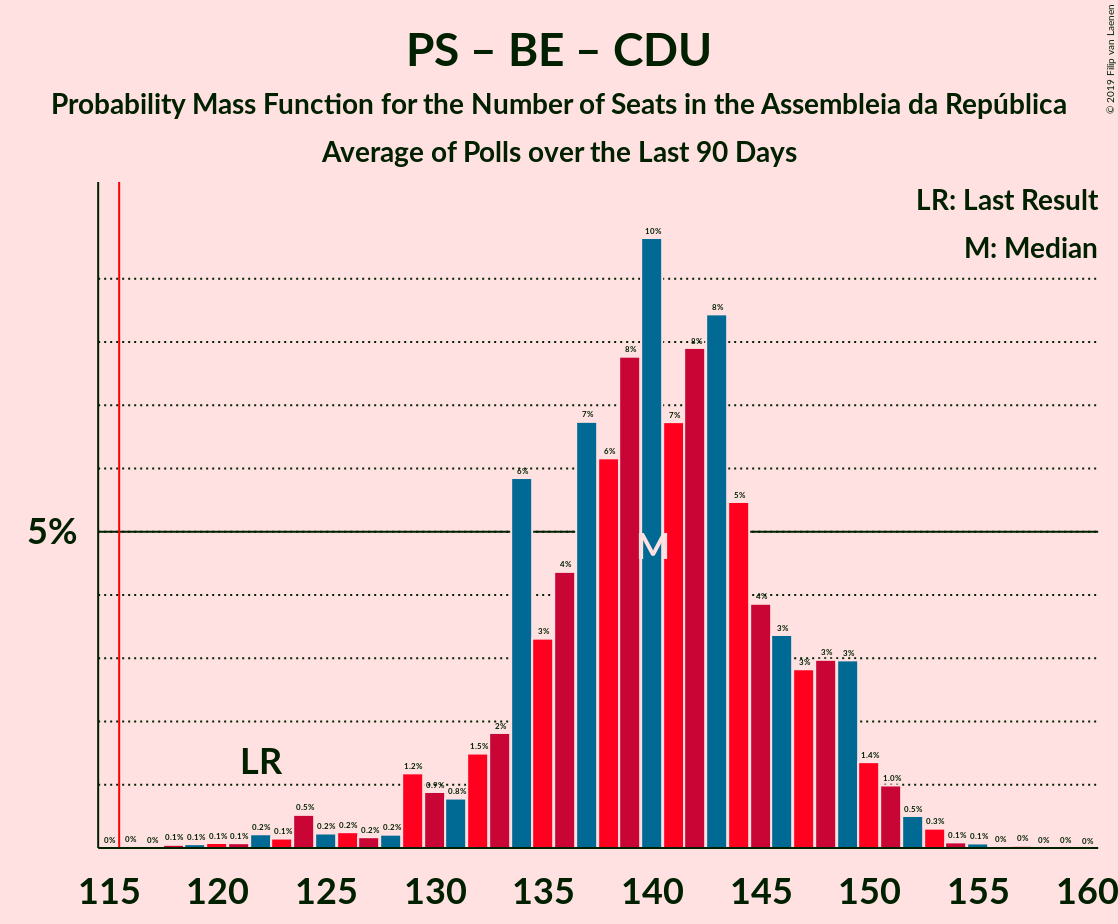 PS – BE – CDU
Probability Mass Function for the Number of Seats in the Assembleia da República
Average of Polls over the Last 90 Days
© 2019 Filip van Laenen
LR: Last Result
M: Median
5%
LR
M
0% 0% 0% 0.1% 0.1% 0.1% 0.1% 0.2% 0.1% 0.5% 0.2% 0.2% 0.2% 0.2% 1.2% 0.9% 0.8% 1.5% 2% 6% 3% 4% 7% 6% 8% 10% 7% 8% 8% 5% 4% 3% 3% 3% 3% 1.4% 1.0% 0.5% 0.3% 0.1% 0.1% 0% 0% 0% 0% 0%
115 120 125 130 135 140 145 150 155 160